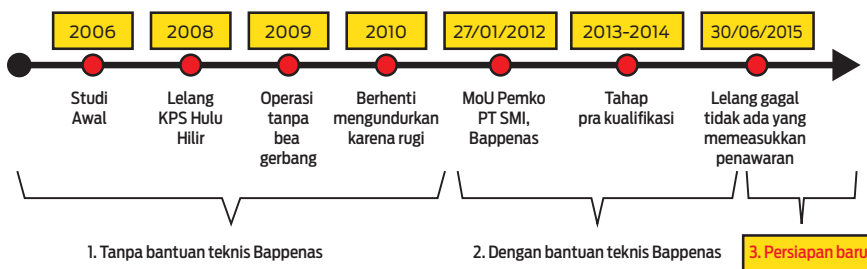 2006
2008
2009
2010
27/01/2012
2013-2014
30/06/2015
Studi
Awal
Lelang
KPS Hulu
Hilir
Operasi
tanpa
bea
gerbang
Berhenti
mengundurkan
karena rugi
MoU Pemko
PT SMI,
Bappenas
Tahap
pra kualifikasi
Lelang gagal
tidak ada yang
memeasukkan
penawaran
1. Tanpa bantuan teknis Bappenas
2. Dengan bantuan teknis Bappenas
3. Persiapan baru